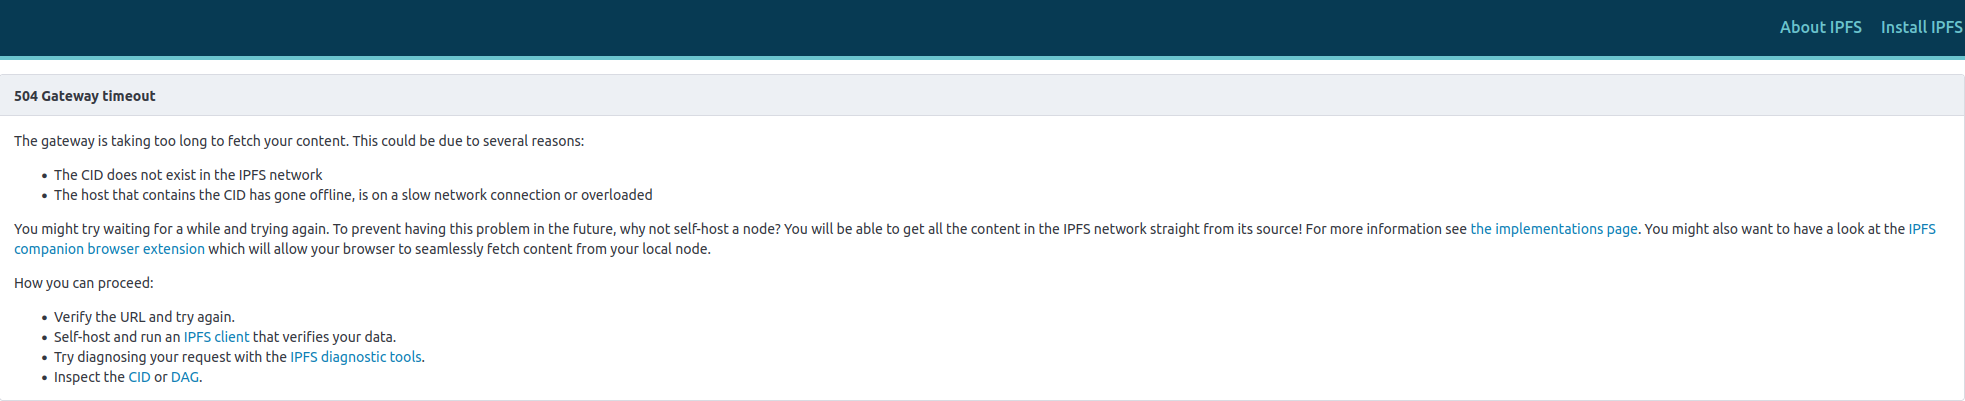 About IPFS Install IPFS
504 Gateway timeout
The gateway is taking too long to fetch your content. This could be due to several reasons:
• The CID does not exist in the IPFS network
• The host that contains the CID has gone offline, is on a slow network connection or overloaded
You might try waiting for a while and trying again. To prevent having this problem in the future, why not self-host a node? You will be able to get all the content in the IPFS network straight from its source! For more information see the implementations page. You might also want to have a look at the IPFS
companion browser extension which will allow your browser to seamlessly fetch content from your local node.
How you can proceed:
• Verify the URL and try again.
• Self-host and run an IPFS client that verifies your data.
• Try diagnosing your request with the IPFS diagnostic tools.
• Inspect the CID or DAG.